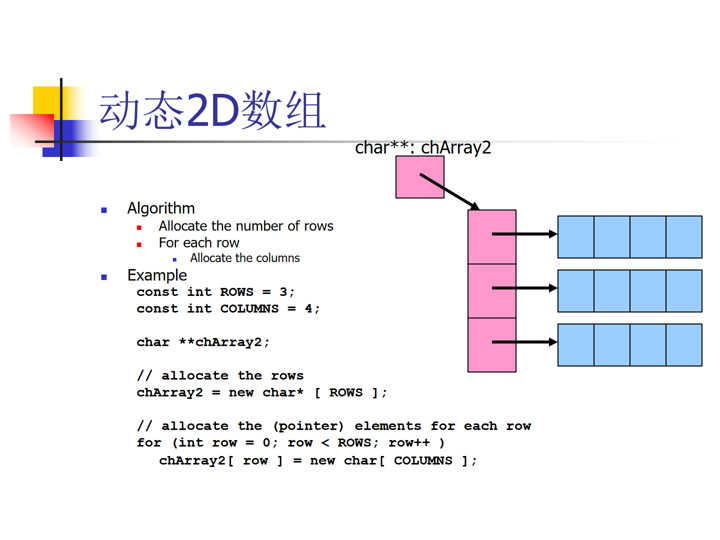 动态2D数组
char**: chArray2
Algorithm
Allocate the number of rows
For each row
Allocate the columns
Example
const int ROWS = 3;
const int COLUMNS = 4;
char **chArray2;
// allocate the rows
chArray2 = new char* [ ROWS ];
// allocate the (pointer) elements for each row
for (int row = 0; row < ROWS; row++ )
chArray2[ row ] = new char[ COLUMNS ];